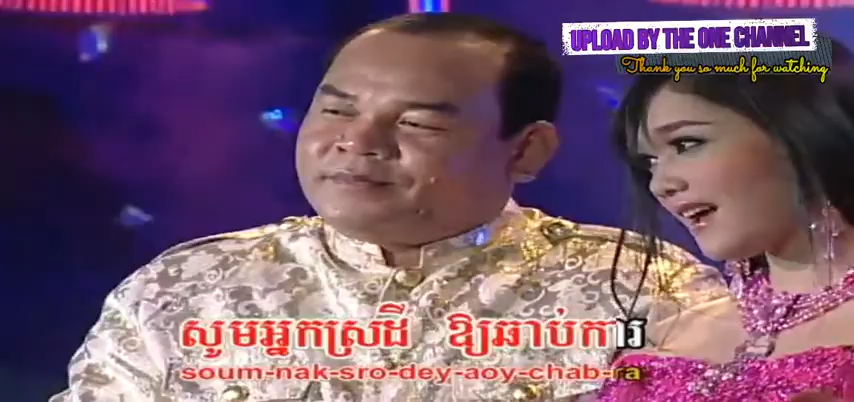 UPLOAD BY THE ONE CHANNEL
Thank you so much for watching
សូមអ្នកស្រដី ឱ្យឆាប់ការ
soum-nak-sro-dey-aoy-chab-ra